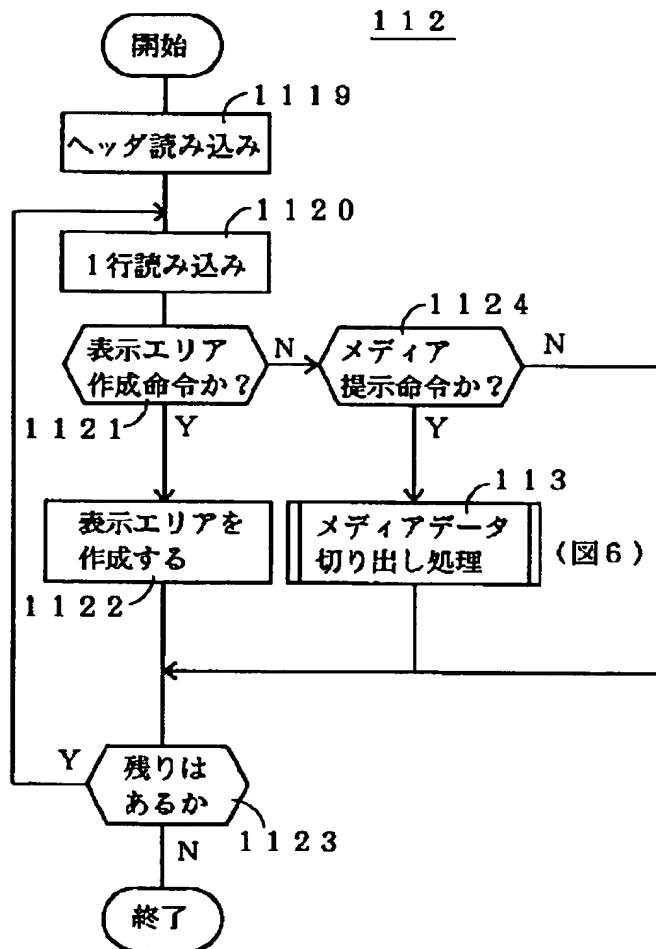 112
開始
1119
ヘッダ読み込み
1120
1行読み込み
1124
表示エリア
作成命令か?
N
メディア
提示命令か?
N
1121
Y
Y
113
表示エリアを
作成する
メディアデータ
切り出し処理
(図6)
1122
Y
残りは
あるか
1123
N
終了